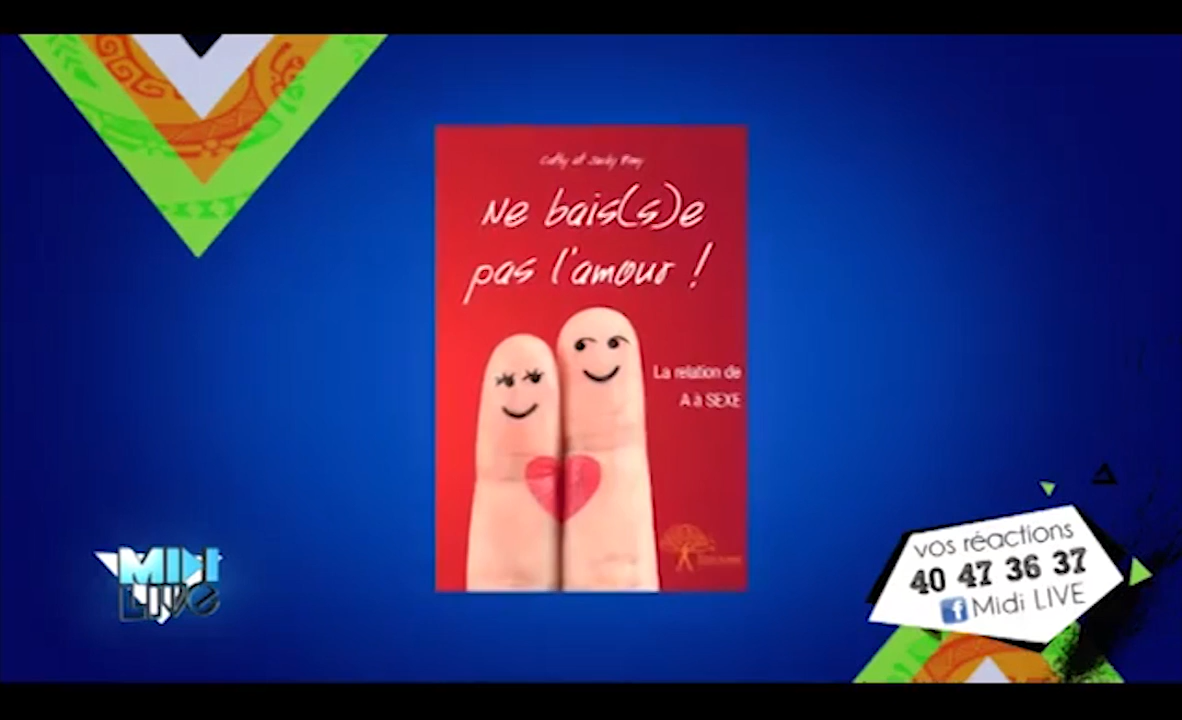 Ne bais(s)e
pas l'amour !
La relation de
A à SEXE
MIDI
LIVE
vos réactions
40 47 36 37
f Midi LIVE